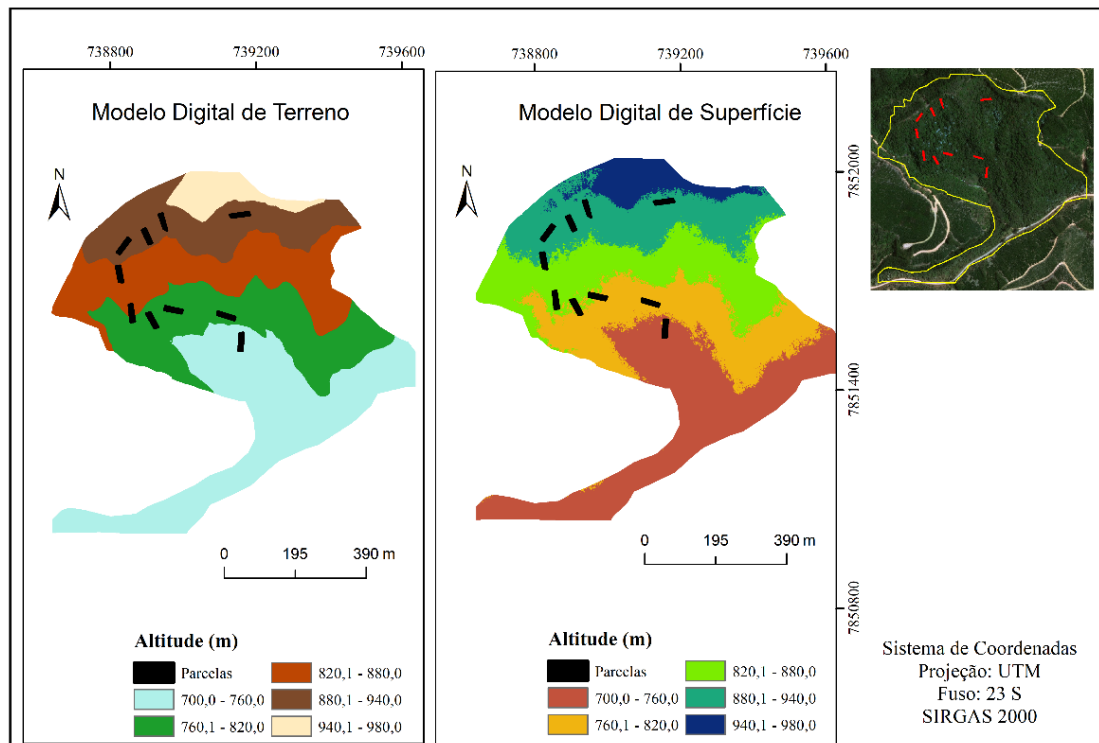 738800 739200 739600
738800 739200 739600
Modelo Digital de Terreno
Modelo Digital de Superfície
N
N
7852000
7851400
7850800
0 195 390 m
0 195 390 m
Altitude (m)
Parcelas
700,0 - 760,0
760,1 - 820,0
820,1 - 880,0
880,1 - 940,0
940,1 - 980,0
Altitude (m)
Parcelas
700,0 - 760,0
760,1 - 820,0
820,1 - 880,0
880,1 - 940,0
940,1 - 980,0
Sistema de Coordenadas
Projeção: UTM
Fuso: 23 S
SIRGAS 2000